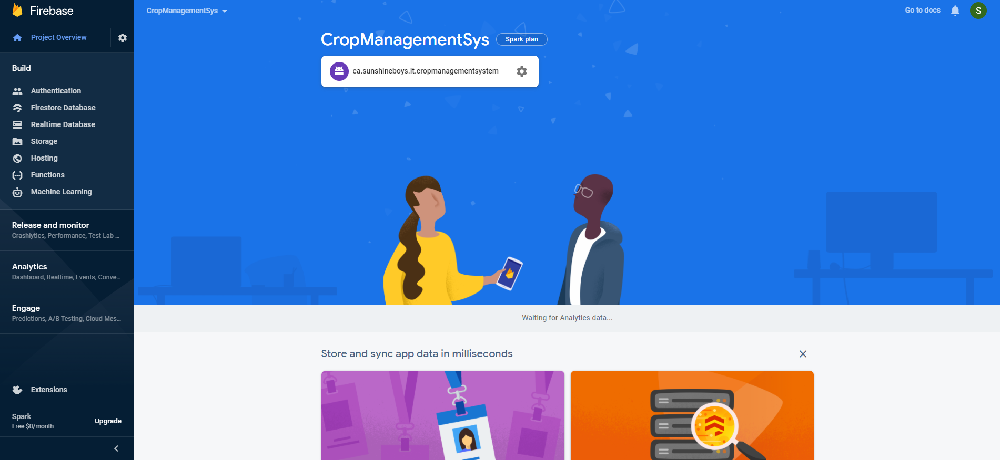 Firebase
Project Overview
Build
Authentication
Firestore Database
Realtime Database
Storage
Hosting
Functions
Machine Learning
Release and monitor
Crashlytics, Performance, Test Lab ...
Analytics
Dashboard, Realtime, Events, Conve...
Engage
Predictions, A/B Testing, Cloud Mes...
Extensions
Spark
Free $0/month
Upgrade
CropManagementSys
Go to docs
S
CropManagementSys
Spark plan
ca.sunshineboys.it.cropmanagementsystem
Waiting for Analytics data...
Store and sync app data in milliseconds